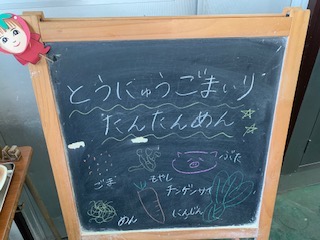 とうにゅうごまいり
たんたんめん
ぶた
もやし
ごま
チンゲンサイ
めん
にんじん